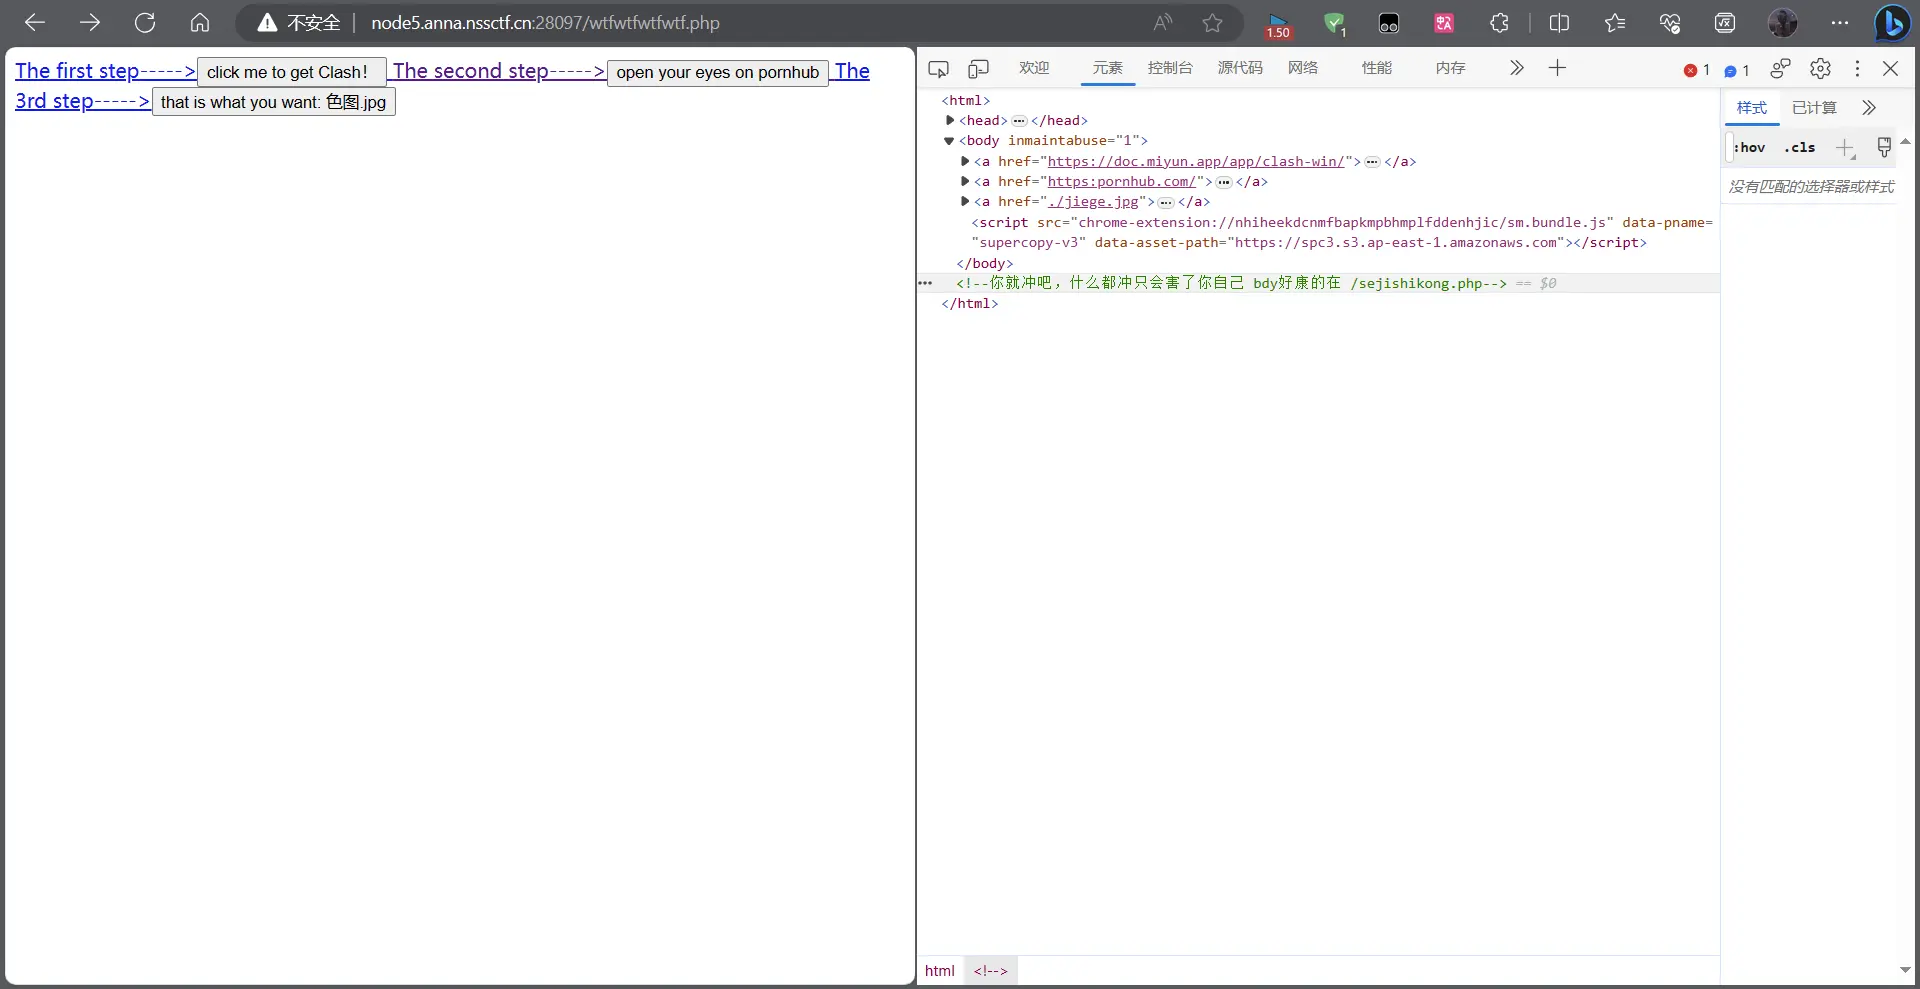 不安全 node5.anna.nssctf.cn:28097/wtfwtfwtfwtf.php
1.50
1
The first step-----> click me to get Clash! The second step-----> open your eyes on pornhub The
3rd step-----> that is what you want: 色图.jpg
欢迎 元素 控制台 源代码 网络 性能 内存 1 1
样式 已计算
:hov .cls
没有匹配的选择器或样式
<html>
<head> </head>
<body inmaintabuse="1">
<a href="https://doc.miyun.app/app/clash-win/"> </a>
<a href="https:pornhub.com/"> </a>
<a href="./jiege.jpg"> </a>
<script src="chrome-extension://nhiheekdcnmfbapkmpbhmplfddenhjic/sm.bundle.js" data-pname=
"supercopy-v3" data-asset-path="https://spc3.s3.ap-east-1.amazonaws.com"></script>
</body>
<!--你就冲吧，什么都冲只会害了你自己 bdy好康的在 /sejishikong.php--> == $0
</html>
html <!-->